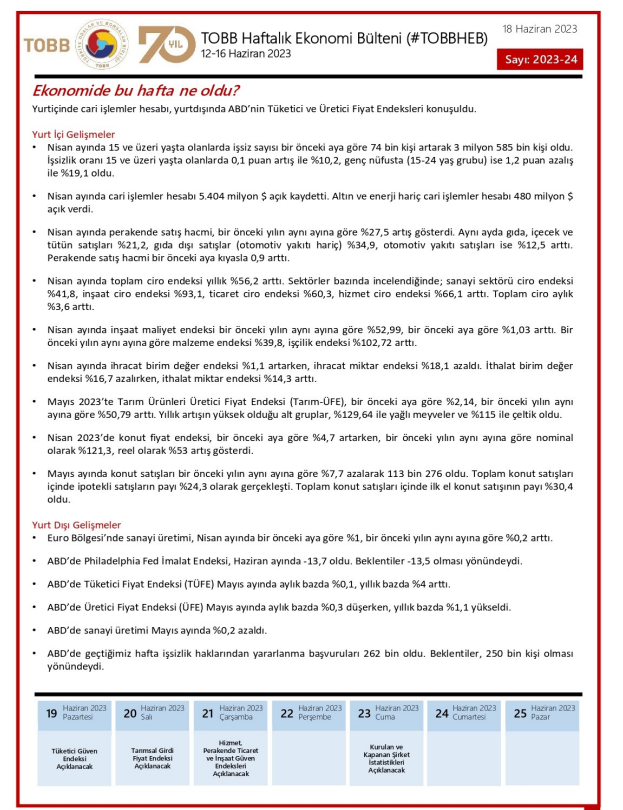 TOBB
TOBB
70 YIL
TOBB Haftalık Ekonomi Bülteni (#TOBBHEB)
12-16 Haziran 2023
18 Haziran 2023
Sayı: 2023-24
Ekonomide bu hafta ne oldu?
Yurtiçinde cari işlemler hesabı, yurtdışında ABD'nin Tüketici ve Üretici Fiyat Endeksleri konuşuldu.
Yurt İçi Gelişmeler
• Nisan ayında 15 ve üzeri yaşta olanlarda işsiz sayısı bir önceki aya göre 74 bin kişi artarak 3 milyon 585 bin kişi oldu.
İşsizlik oranı 15 ve üzeri yaşta olanlarda 0,1 puan artış ile %10,2, genç nüfusta (15-24 yaş grubu) ise 1,2 puan azalış
ile %19,1 oldu.
• Nisan ayında cari işlemler hesabı 5.404 milyon $ açık kaydetti. Altın ve enerji hariç cari işlemler hesabı 480 milyon $
açık verdi.
• Nisan ayında perakende satış hacmi, bir önceki yılın aynı ayına göre %27,5 artış gösterdi. Aynı ayda gıda, içecek ve
tütün satışları %21,2, gıda dışı satışlar (otomotiv yakıtı hariç) %34,9, otomotiv yakıtı satışları ise %12,5 arttı.
Perakende satış hacmi bir önceki aya kıyasla 0,9 arttı.
• Nisan ayında toplam ciro endeksi yıllık %56,2 arttı. Sektörler bazında incelendiğinde; sanayi sektörü ciro endeksi
%41,8, inşaat ciro endeksi %93,1, ticaret ciro endeksi %60,3, hizmet ciro endeksi %66,1 arttı. Toplam ciro aylık
%3,6 arttı.
• Nisan ayında inşaat maliyet endeksi bir önceki yılın aynı ayına göre %52,99, bir önceki aya göre %1,03 arttı. Bir
önceki yılın aynı ayına göre malzeme endeksi %39,8, işçilik endeksi %102,72 arttı.
• Nisan ayında ihracat birim değer endeksi %1,1 artarken, ihracat miktar endeksi %18,1 azaldı. İthalat birim değer
endeksi %16,7 azalırken, ithalat miktar endeksi %14,3 arttı.
• Mayıs 2023'te Tarım Ürünleri Üretici Fiyat Endeksi (Tarım-ÜFE), bir önceki aya göre %2,14, bir önceki yılın aynı
ayına göre %50,79 arttı. Yıllık artışın yüksek olduğu alt gruplar, %129,64 ile yağlı meyveler ve %115 ile çeltik oldu.
• Nisan 2023'de konut fiyat endeksi, bir önceki aya göre %4,7 artarken, bir önceki yılın aynı ayına göre nominal
olarak %121,3, reel olarak %53 artış gösterdi.
• Mayıs ayında konut satışları bir önceki yılın aynı ayına göre %7,7 azalarak 113 bin 276 oldu. Toplam konut satışları
içinde ipotekli satışların payı %24,3 olarak gerçekleşti. Toplam konut satışları içinde ilk el konut satışının payı %30,4
oldu.
Yurt Dışı Gelişmeler
• Euro Bölgesi'nde sanayi üretimi, Nisan ayında bir önceki aya göre %1, bir önceki yılın aynı ayına göre %0,2 arttı.
• ABD'de Philadelphia Fed İmalat Endeksi, Haziran ayında -13,7 oldu. Beklentiler -13,5 olması yönündeydi.
• ABD'de Tüketici Fiyat Endeksi (TÜFE) Mayıs ayında aylık bazda %0,1, yıllık bazda %4 arttı.
• ABD'de Üretici Fiyat Endeksi (ÜFE) Mayıs ayında aylık bazda %0,3 düşerken, yıllık bazda %1,1 yükseldi.
• ABD'de sanayi üretimi Mayıs ayında %0,2 azaldı.
• ABD'de geçtiğimiz hafta işsizlik haklarından yararlanma başvuruları 262 bin oldu. Beklentiler, 250 bin kişi olması
yönündeydi.
19 Haziran 2023 Pazartesi
20 Haziran 2023 Salı
21 Haziran 2023 Çarşamba
22 Haziran 2023 Perşembe
23 Haziran 2023 Cuma
24 Haziran 2023 Cumartesi
25 Haziran 2023 Pazar
Tüketici Güven
Endeksi
Açıklanacak
Tarımsal Girdi
Fiyat Endeksi
Açıklanacak
Hizmet,
Perakende Ticaret
ve İnşaat Güven
Endeksleri
Açıklanacak
Kurulan ve
Kapanan Şirket
İstatistikleri
Açıklanacak